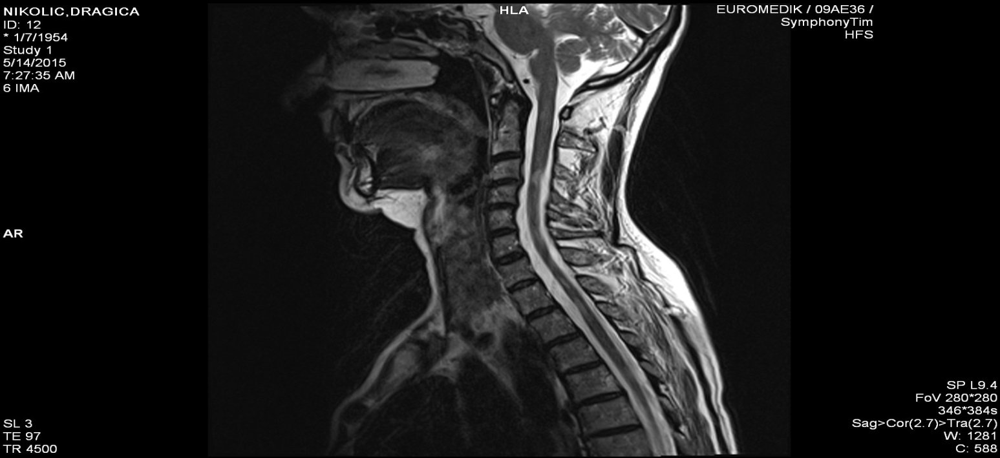 NIKOLIC,DRAGICA
ID: 12
* 1/7/1954
Study 1
5/14/2015
7:27:35 AM
6 IMA
HLA
EUROMEDIK / 09AE36 /
SymphonyTim
HFS
AR
SL 3
TE 97
TR 4500
SP L9.4
FoV 280*280
346*384s
Sag>Cor(2.7)>Tra(2.7)
W: 1281
C: 588